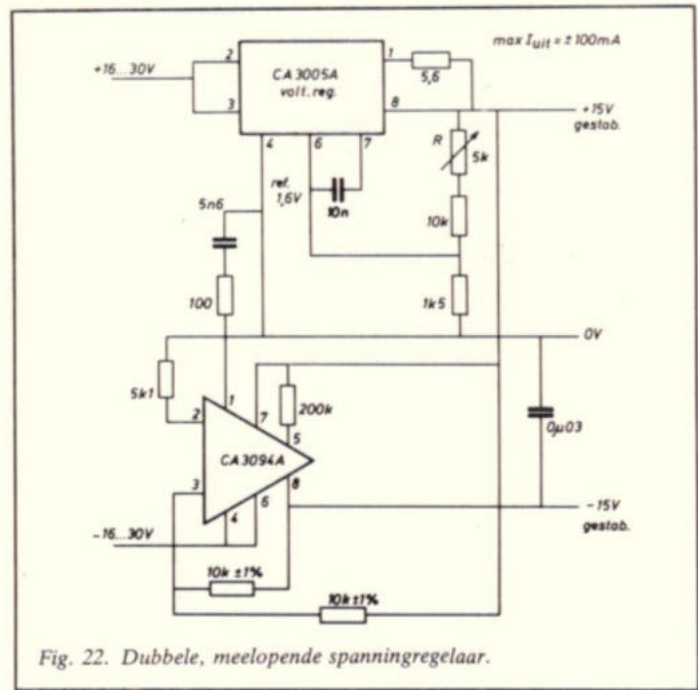 max I uit = ± 100mA
+16...30V
2
3
CA3005A
volt.reg.
1
8
5,6
+15V
gestab.
4
6
7
R
5k
ref.
1,6V
10n
5n6
10k
100
1k5
0V
5k1
1
2
7
200k
5
CA3094A
8
3
6
4
0µ03
-16...30V
-15V
gestab.
10k ±1%
10k±1%
Fig. 22. Dubbele, meelopende spanningregelaar.